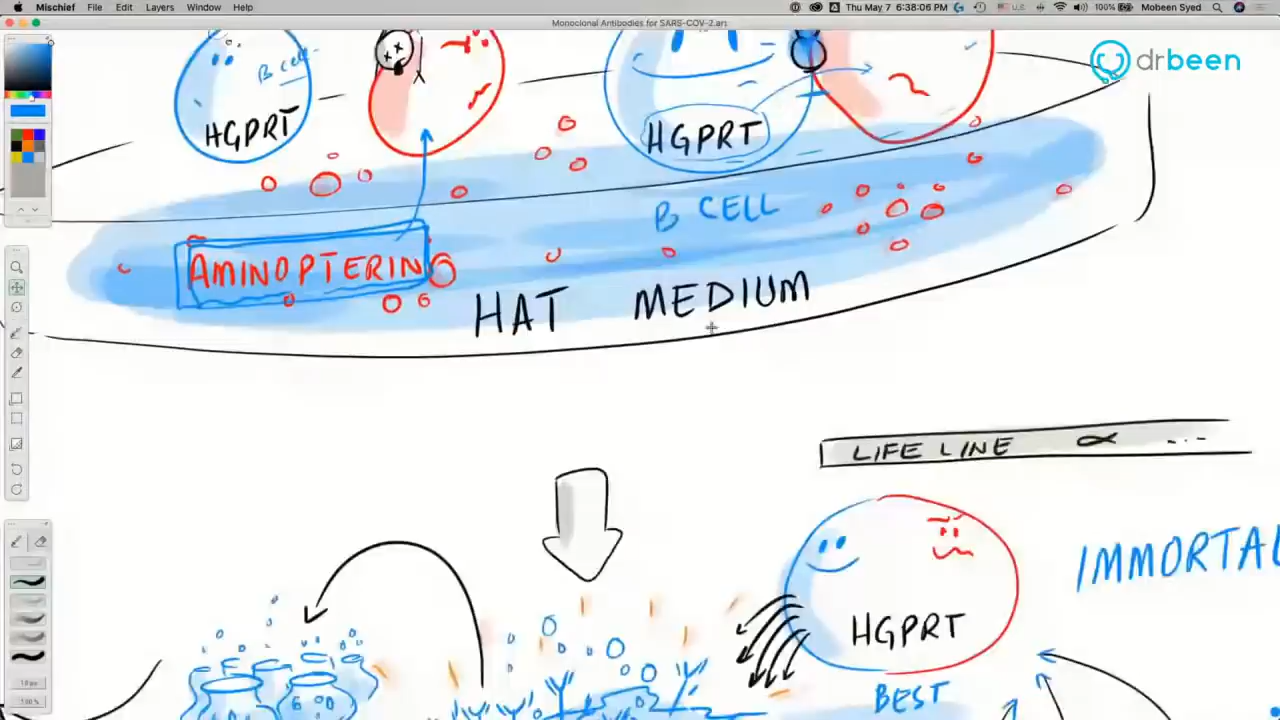 Mischief File Edit Layers Window Help
U.S. 100% Thu May 7 6:38:06 PM Mobeen Syed
Monoclonal Antibodies for SARS-COV-2.art
drbeen
B cell
HGPRT
HGPRT
B CELL
AMINOPTERIN
HAT MEDIUM
LIFE LINE ∝ ...
IMMORTAL
HGPRT
BEST